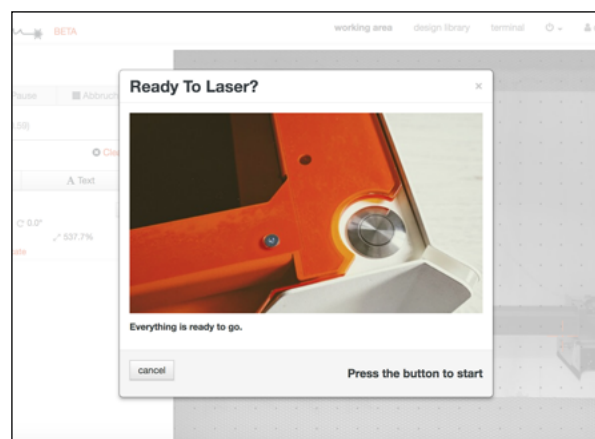 BETA
working area design library terminal
Ready To Laser? ×
Pause Abbruch
A Text
0.0°
537.7%
Everything is ready to go.
cancel
Press the button to start